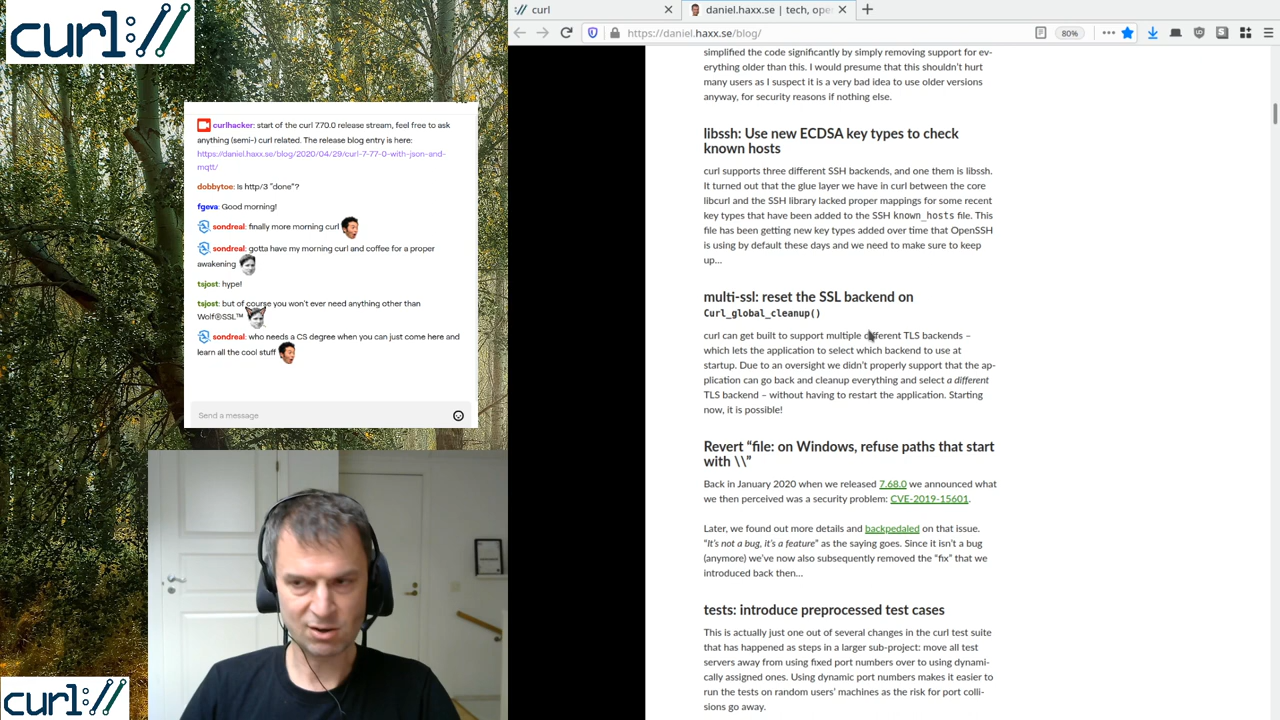 curl://
curlhacker: start of the curl 7.70.0 release stream, feel free to ask
anything (semi-) curl related. The release blog entry is here:
https://daniel.haxx.se/blog/2020/04/29/curl-7-77-0-with-json-and-
mqtt/
dobbytoe: Is http/3 "done"?
fgeva: Good morning!
sondreal: finally more morning curl
sondreal: gotta have my morning curl and coffee for a proper
awakening
tsjost: hype!
tsjost: but of course you won't ever need anything other than
Wolf®SSL™
sondreal: who needs a CS degree when you can just come here and
learn all the cool stuff
Send a message
curl://
curl
daniel.haxx.se | tech, ope
https://daniel.haxx.se/blog/
80%
simplified the code significantly by simply removing support for ev-
erything older than this. I would presume that this shouldn't hurt
many users as I suspect it is a very bad idea to use older versions
anyway, for security reasons if nothing else.
libssh: Use new ECDSA key types to check
known hosts
curl supports three different SSH backends, and one them is libssh.
It turned out that the glue layer we have in curl between the core
libcurl and the SSH library lacked proper mappings for some recent
key types that have been added to the SSH known_hosts file. This
file has been getting new key types added over time that OpenSSH
is using by default these days and we need to make sure to keep
up…
multi-ssl: reset the SSL backend on
Curl_global_cleanup()
curl can get built to support multiple different TLS backends –
which lets the application to select which backend to use at
startup. Due to an oversight we didn't properly support that the ap-
plication can go back and cleanup everything and select a different
TLS backend – without having to restart the application. Starting
now, it is possible!
Revert “file: on Windows, refuse paths that start
with \\”
Back in January 2020 when we released 7.68.0 we announced what
we then perceived was a security problem: CVE-2019-15601.
Later, we found out more details and backpedaled on that issue.
“It's not a bug, it's a feature” as the saying goes. Since it isn't a bug
(anymore) we've now also subsequently removed the “fix” that we
introduced back then…
tests: introduce preprocessed test cases
This is actually just one out of several changes in the curl test suite
that has happened as steps in a larger sub-project: move all test
servers away from using fixed port numbers over to using dynami-
cally assigned ones. Using dynamic port numbers makes it easier to
run the tests on random users' machines as the risk for port colli-
sions go away.